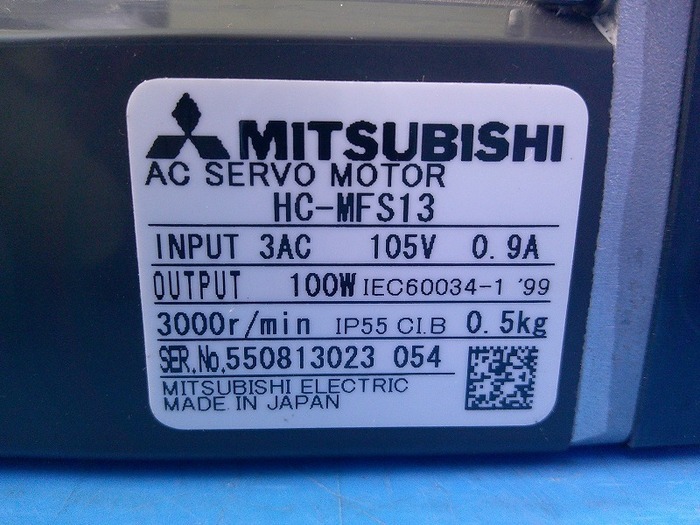 MITSUBISHI
AC SERVO MOTOR
HC-MFS13
INPUT 3AC 105V 0.9A
OUTPUT 100W IEC60034-1 '99
3000r/min IP55 CI.B 0.5kg
SER.No.550813023 054
MITSUBISHI ELECTRIC
MADE IN JAPAN